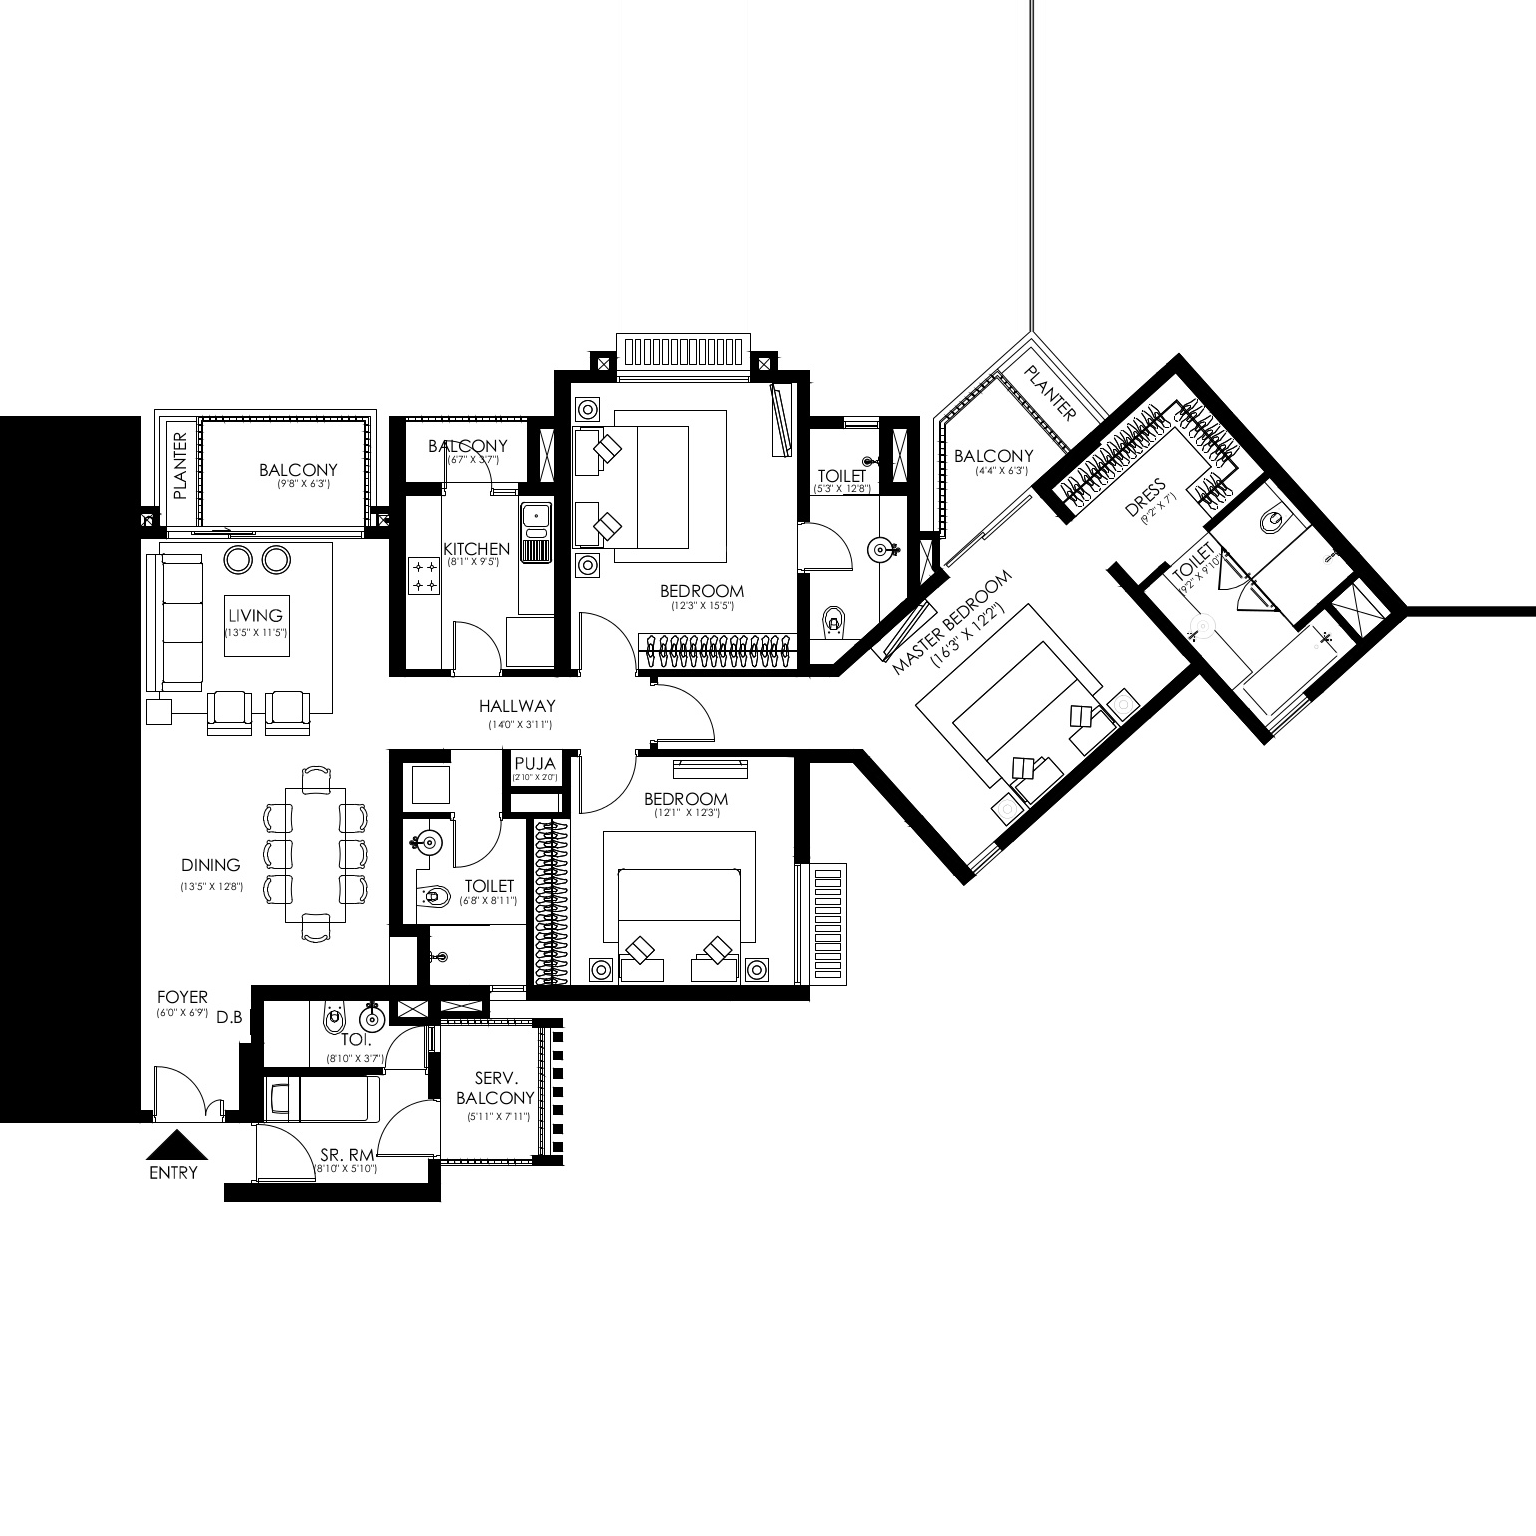 PLANTER
BALCONY
(9'8" X 6'3")
BALCONY
(6'7" X 3'7")
KITCHEN
(8'1" X 9'5")
LIVING
(13'5" X 11'5")
BEDROOM
(12'3" X 15'5")
TOILET
(5'3" X 12'8")
BALCONY
(4'4" X 6'3")
PLANTER
DRESS
(9'2" X 7')
TOILET
(9'2" X 9'10")
MASTER BEDROOM
(16'3" X 12'2")
HALLWAY
(14'0" X 3'11")
PUJA
(2'10" X 2'0")
BEDROOM
(12'1" X 12'3")
DINING
(13'5" X 12'8")
TOILET
(6'8" X 8'11")
FOYER
(6'0" X 6'9")
D.B
TOI.
(8'10" X 3'7")
SERV.
BALCONY
(5'11" X 7'11")
SR. RM
(8'10" X 5'10")
ENTRY